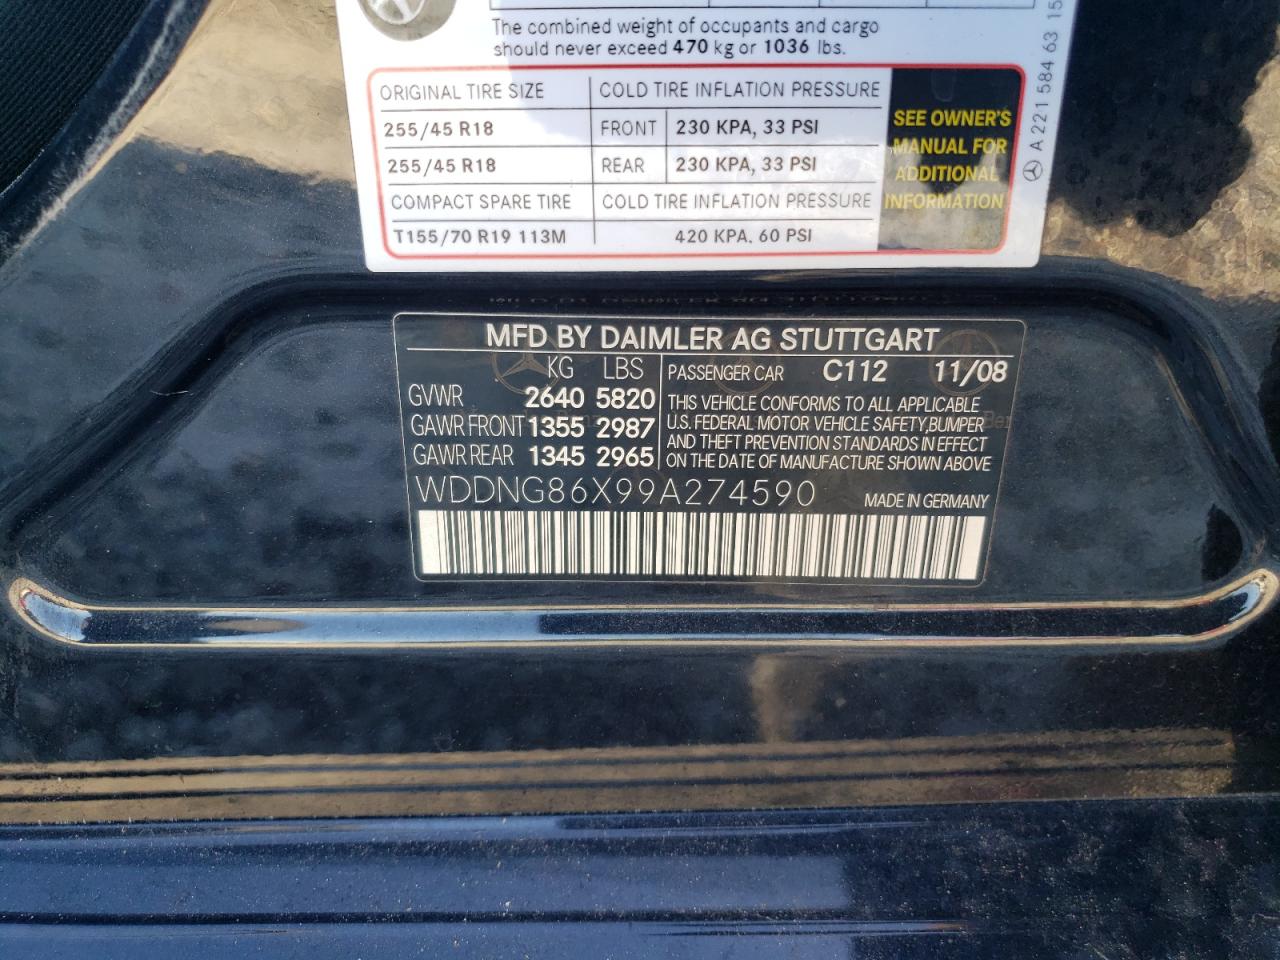 The combined weight of occupants and cargo
should never exceed 470 kg or 1036 lbs.
ORIGINAL TIRE SIZE COLD TIRE INFLATION PRESSURE
255/45 R18 FRONT 230 KPA, 33 PSI
255/45 R18 REAR 230 KPA, 33 PSI
COMPACT SPARE TIRE COLD TIRE INFLATION PRESSURE
T155/70 R19 113M 420 KPA, 60 PSI
SEE OWNER'S
MANUAL FOR
ADDITIONAL
INFORMATION
A 221 584 63 15
MFD BY DAIMLER AG STUTTGART
KG LBS
GVWR 2640 5820
GAWR FRONT 1355 2987
GAWR REAR 1345 2965
PASSENGER CAR C112 11/08
THIS VEHICLE CONFORMS TO ALL APPLICABLE
U.S. FEDERAL MOTOR VEHICLE SAFETY,BUMPER
AND THEFT PREVENTION STANDARDS IN EFFECT
ON THE DATE OF MANUFACTURE SHOWN ABOVE
WDDNG86X99A274590 MADE IN GERMANY